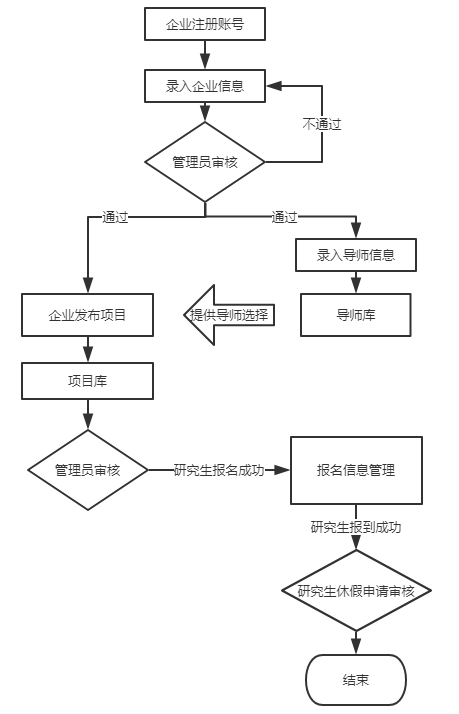 企业注册账号
录入企业信息
不通过
管理员审核
通过
通过
录入导师信息
企业发布项目
提供导师选择
导师库
项目库
管理员审核
研究生报名成功
报名信息管理
研究生报到成功
研究生休假申请审核
结束